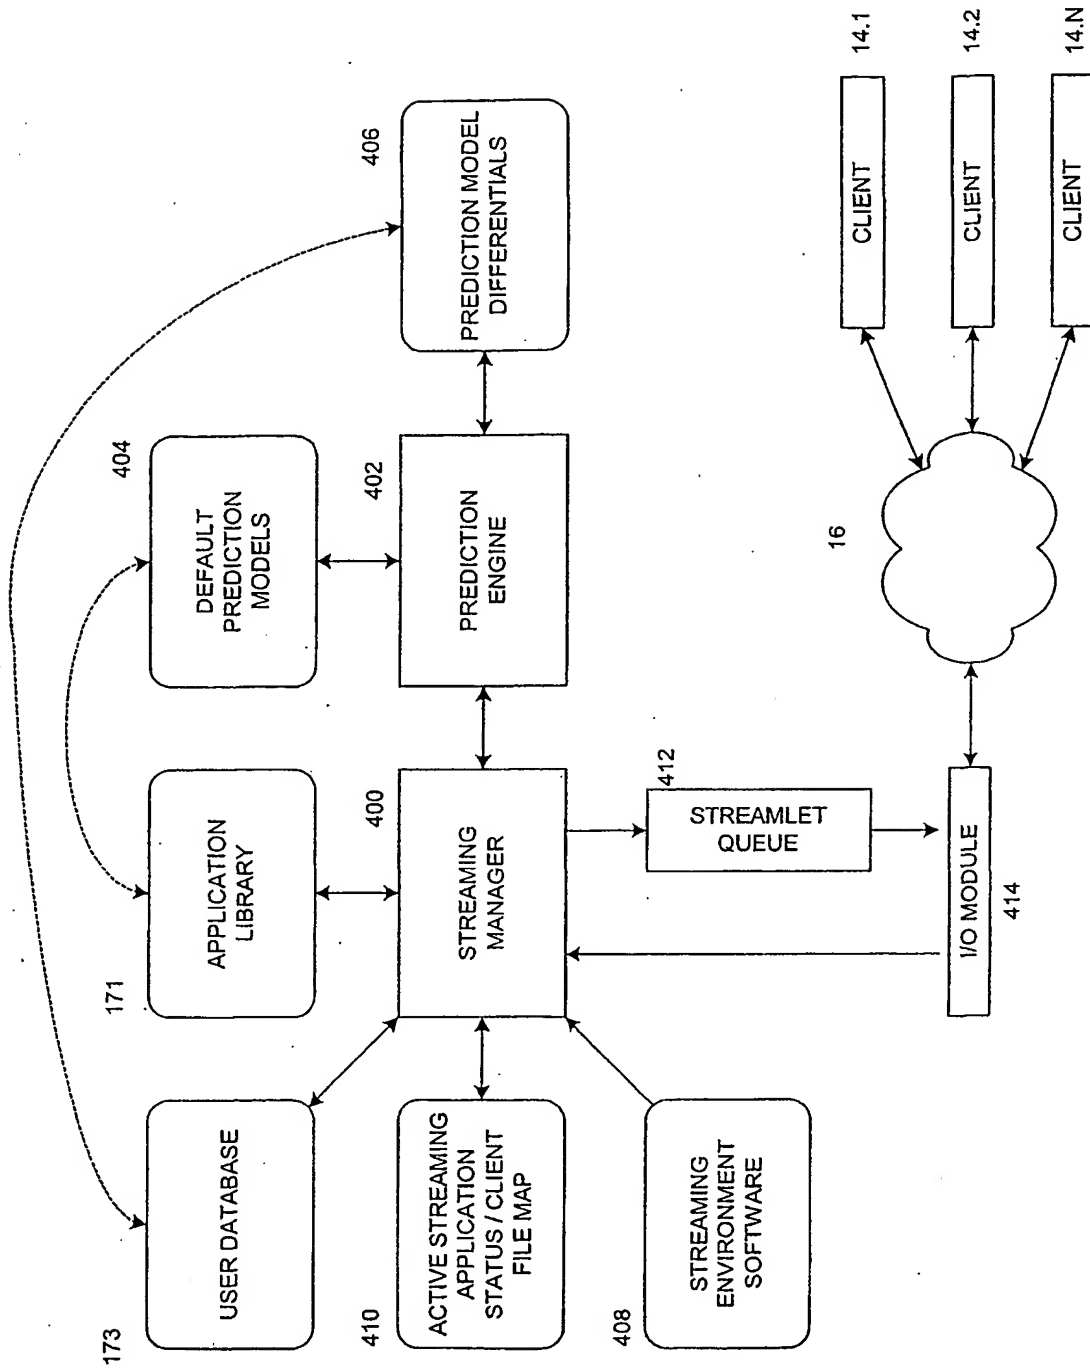 173
USER DATABASE
171
APPLICATION
LIBRARY
404
DEFAULT
PREDICTION
MODELS
410
ACTIVE STREAMING
APPLICATION
STATUS / CLIENT
FILE MAP
400
STREAMING
MANAGER
402
PREDICTION
ENGINE
406
PREDICTION MODEL
DIFFERENTIALS
408
STREAMING
ENVIRONMENT
SOFTWARE
412
STREAMLET
QUEUE
I/O MODULE
414
16
CLIENT
14.1
CLIENT
14.2
CLIENT
14.N